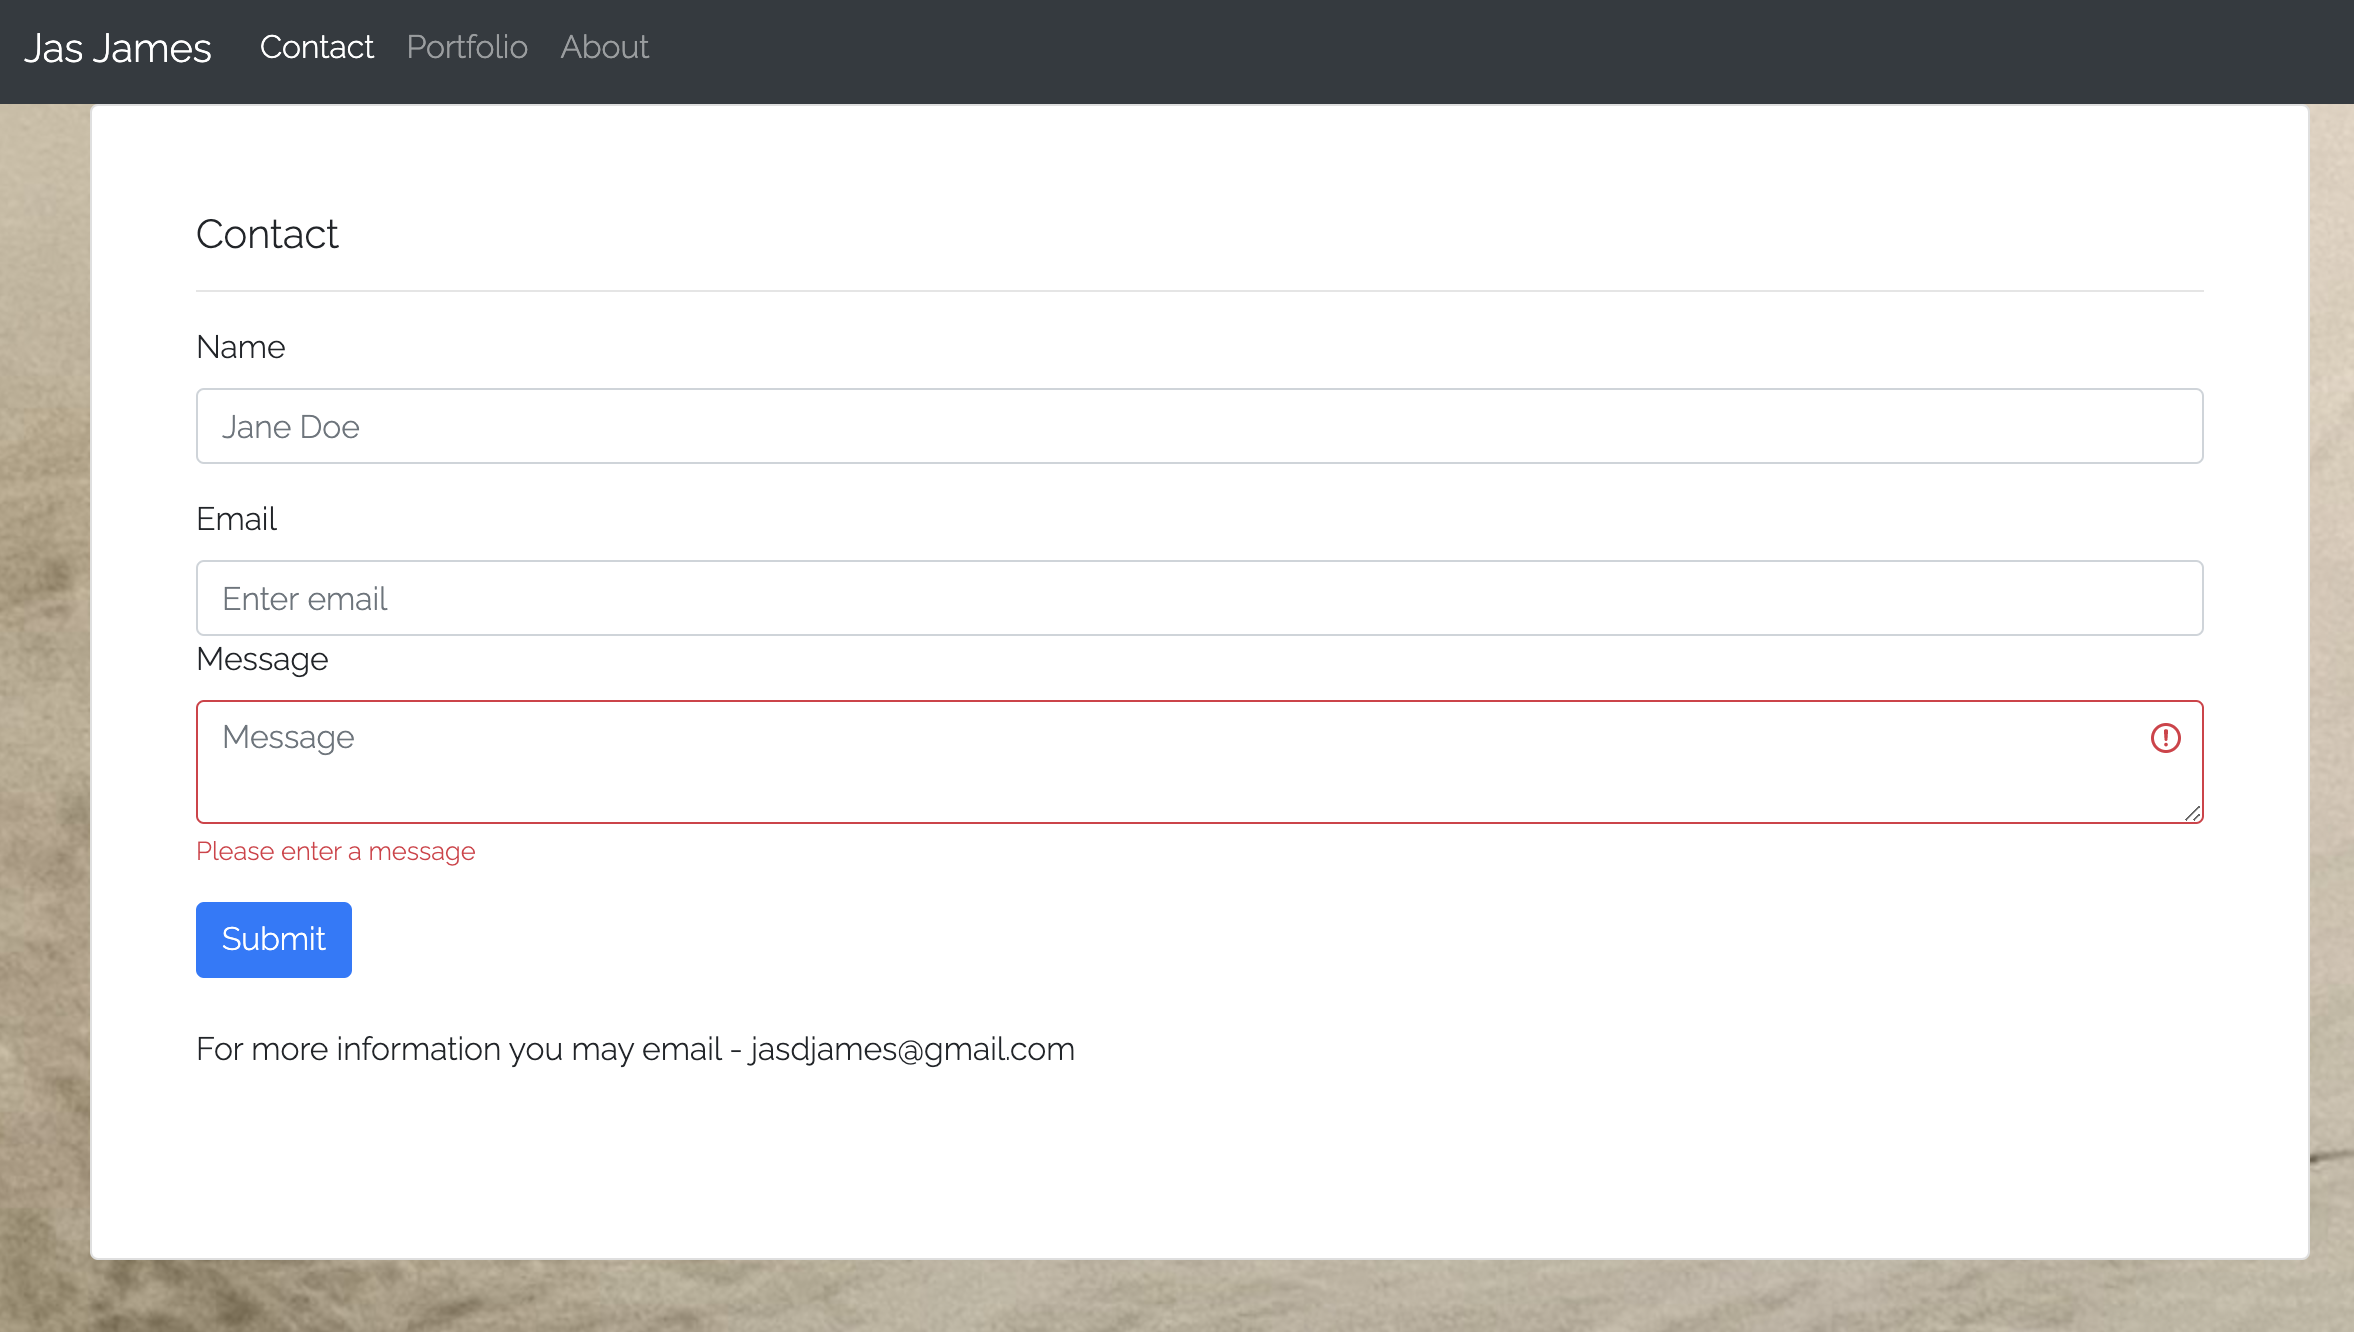 Jas James Contact Portfolio About
Contact
Name
Jane Doe
Email
Enter email
Message
Message
Please enter a message
Submit
For more information you may email - jasdjames@gmail.com